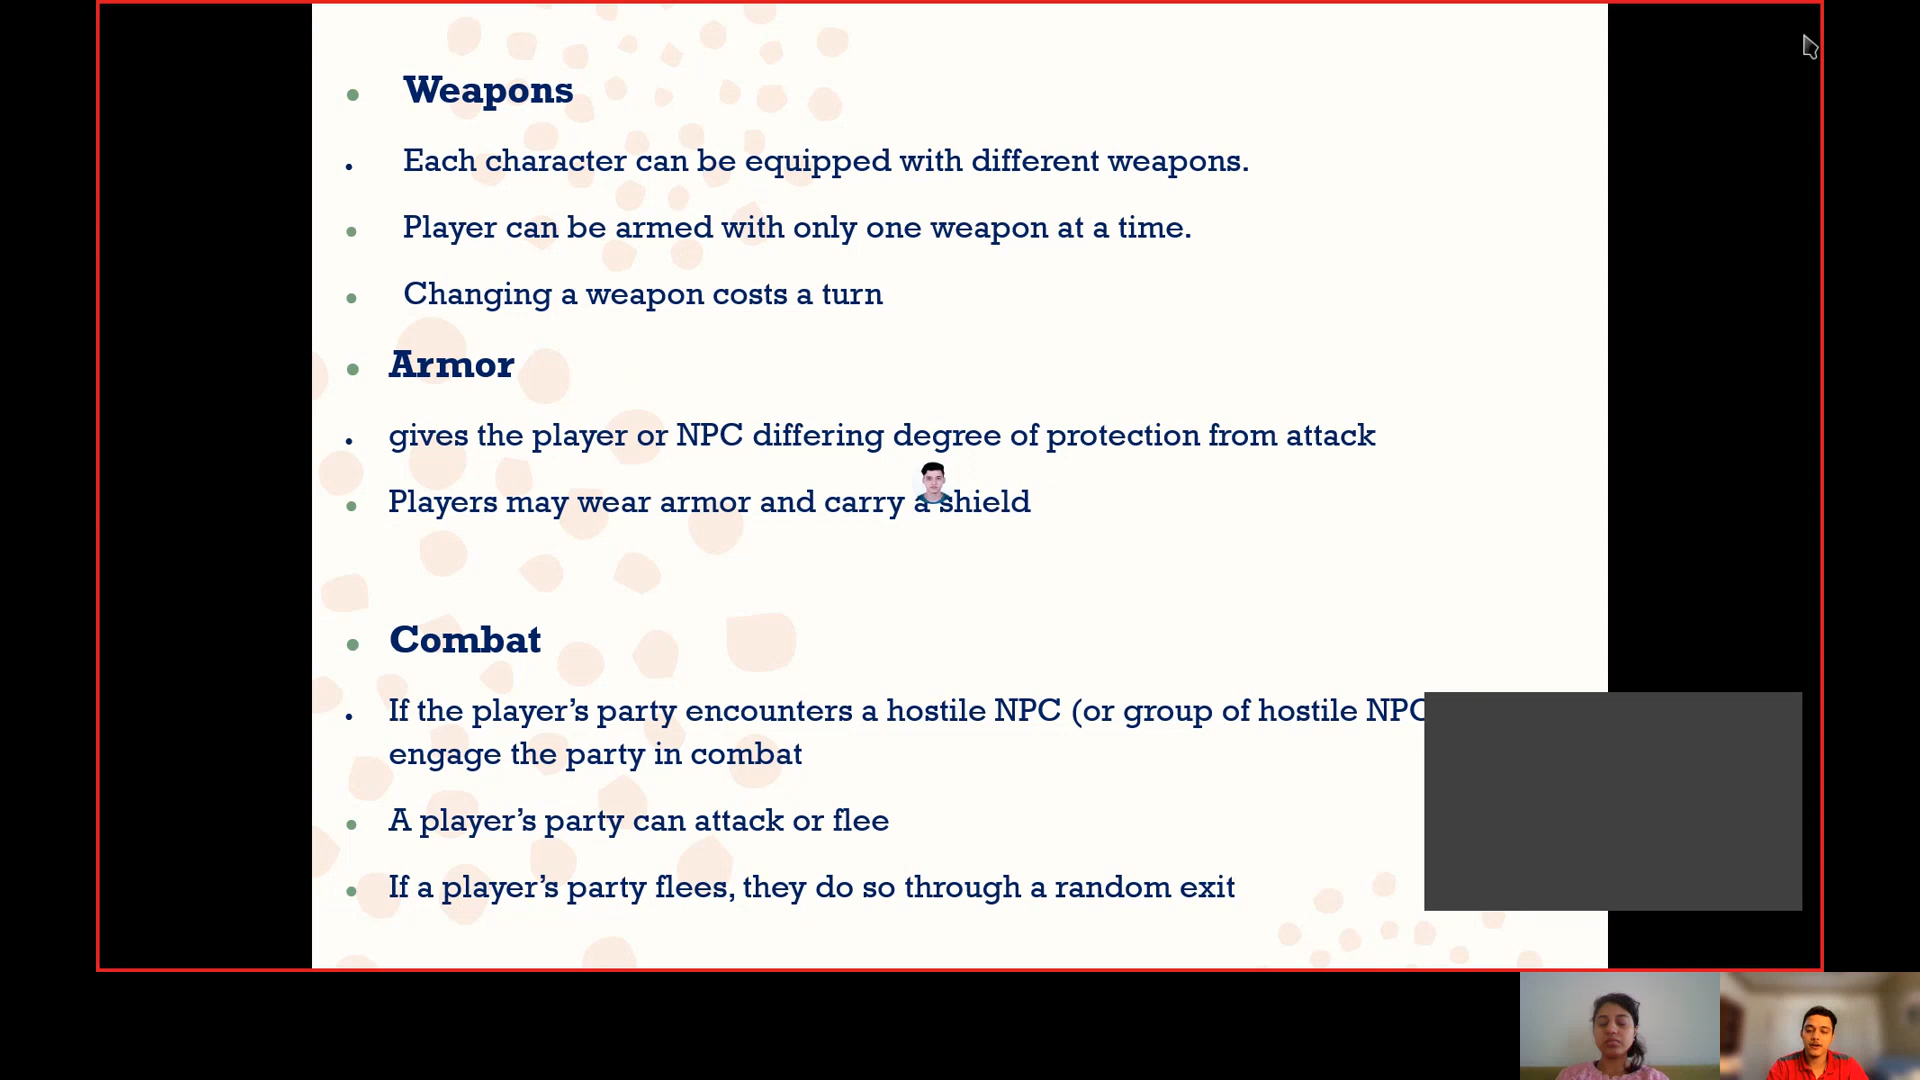 Weapons
Each character can be equipped with different weapons.
Player can be armed with only one weapon at a time.
Changing a weapon costs a turn
Armor
gives the player or NPC differing degree of protection from attack
Players may wear armor and carry a shield
Combat
If the player’s party encounters a hostile NPC (or group of hostile
engage the party in combat
A player’s party can attack or flee
If a player’s party flees, they do so through a random exit